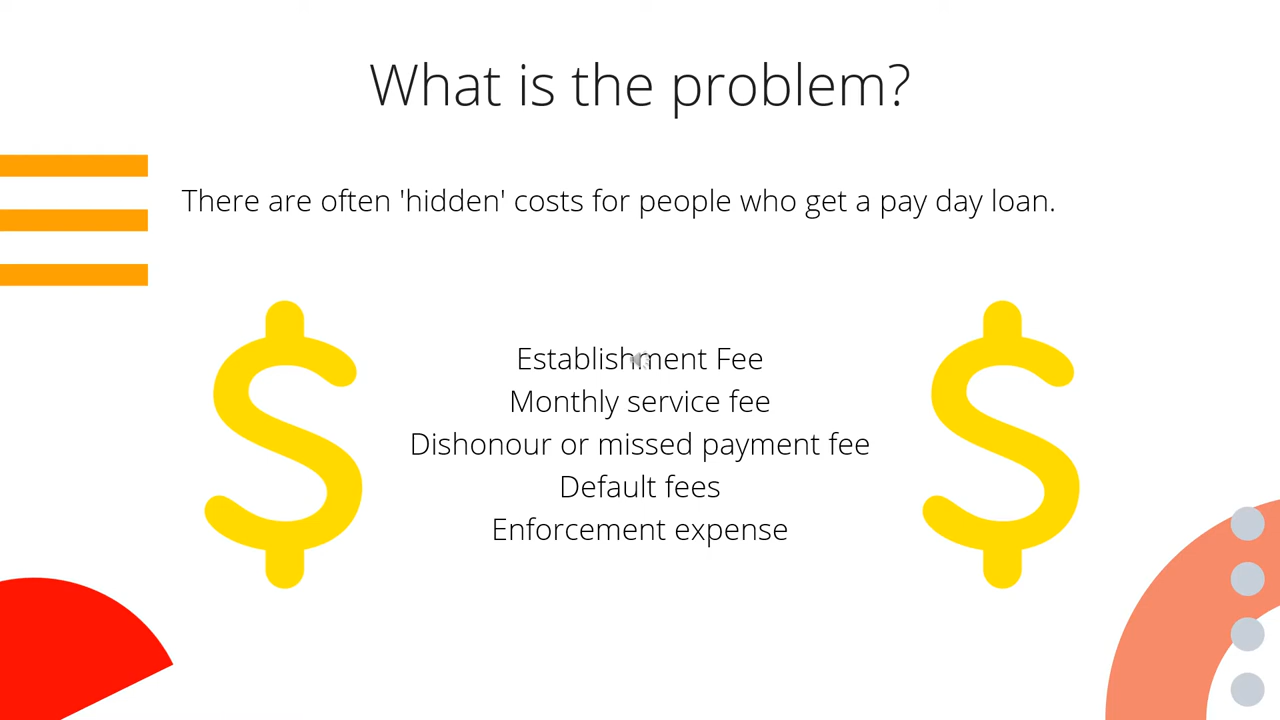 What is the problem?
There are often 'hidden' costs for people who get a pay day loan.
Establishment Fee
Monthly service fee
Dishonour or missed payment fee
Default fees
Enforcement expense